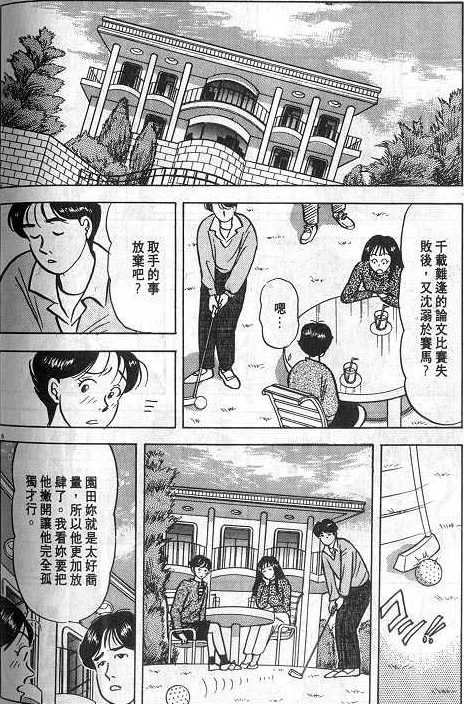 千載難逢的論文比賽失
敗後，又沈溺於賽馬？
嗯…
取手的事
放棄吧？
園田妳就是太好商
量，所以他更加放
肆了。我看妳要把
他撇開讓他完全孤
獨才行。